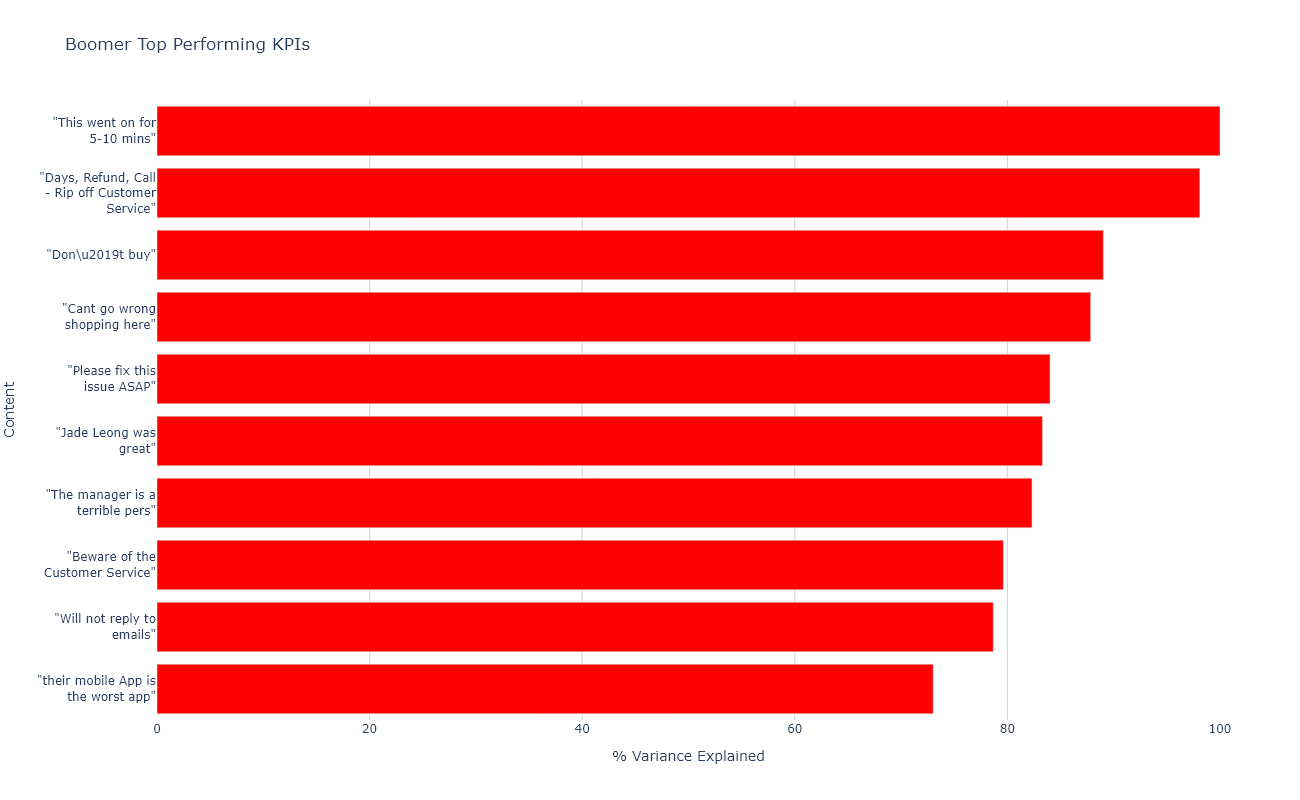 Boomer Top Performing KPIs
"This went on for
5-10 mins"
"Days, Refund, Call
- Rip off Customer
Service"
"Don\u2019t buy"
"Cant go wrong
shopping here"
"Please fix this
issue ASAP"
"Jade Leong was
great"
"The manager is a
terrible pers"
"Beware of the
Customer Service"
"Will not reply to
emails"
"their mobile App is
the worst app"
Content
0 20 40 60 80 100
% Variance Explained